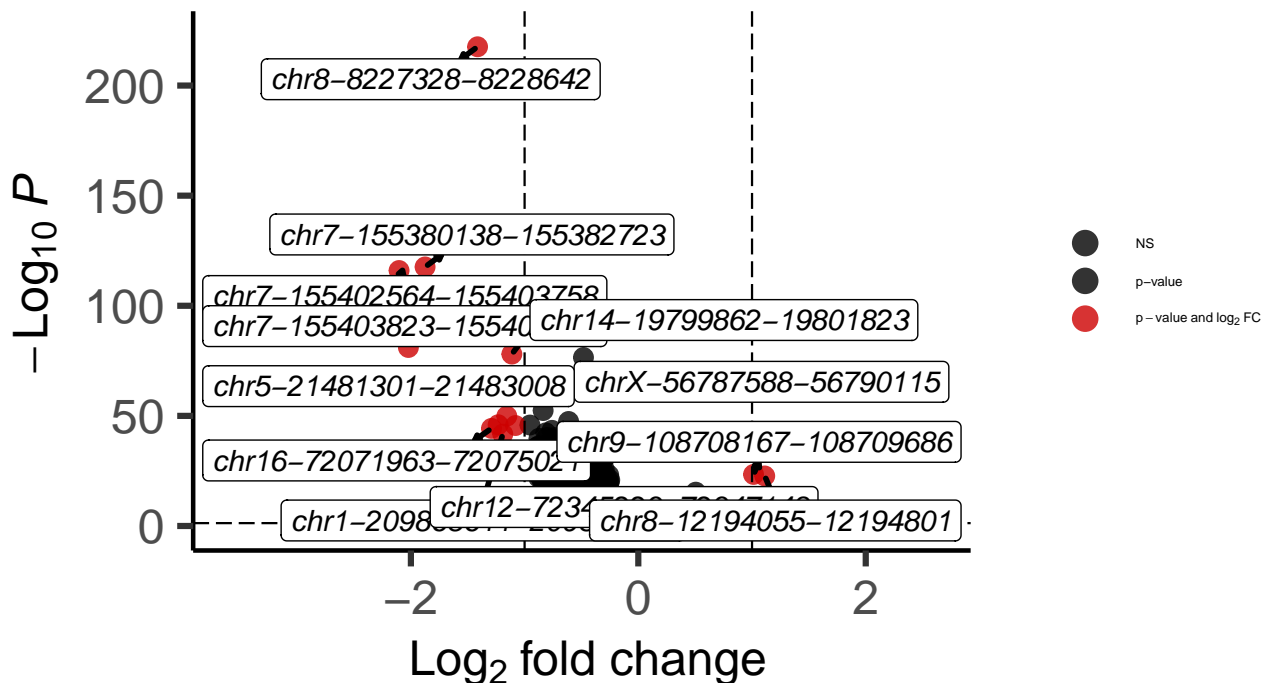 chr8−8227328−8228642
chr7−155380138−155382723
chr7−155402564−155403758
chr7−155403823−15540
chr14−19799862−19801823
chr5−21481301−21483008
chrX−56787588−56790115
chr9−108708167−108709686
chr16−72071963−7207502
chr12−7234
chr1−2098
chr8−12194055−12194801
200
150
100
50
0
−2
0
2
−Log10 P
Log2 fold change
NS
p−value
p − value and log2 FC